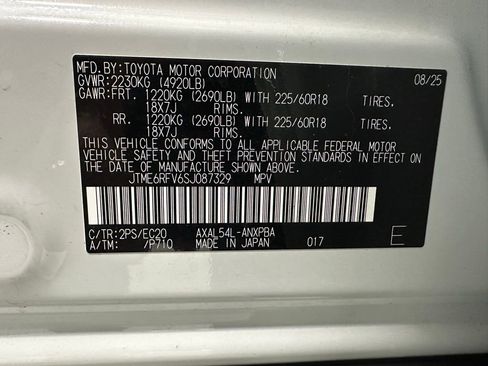 MFD.BY:TOYOTA MOTOR CORPORATION 08/25
GVWR:2230KG (4920LB)
GAWR:FRT. 1220KG (2690LB) WITH 225/60R18 TIRES.
18X7J RIMS.
RR. 1220KG (2690LB) WITH 225/60R18 TIRES.
18X7J RIMS.
THIS VEHICLE CONFORMS TO ALL APPLICABLE FEDERAL MOTOR
VEHICLE SAFETY AND THEFT PREVENTION STANDARDS IN EFFECT
ON THE DATE OF MANUFACTURE SHOWN ABOVE.
JTME6RFV6SJ087329 MPV
C/TR:2PS/EC20 AXAL54L-ANXPBA
A/TM: /P710 MADE IN JAPAN 017 E